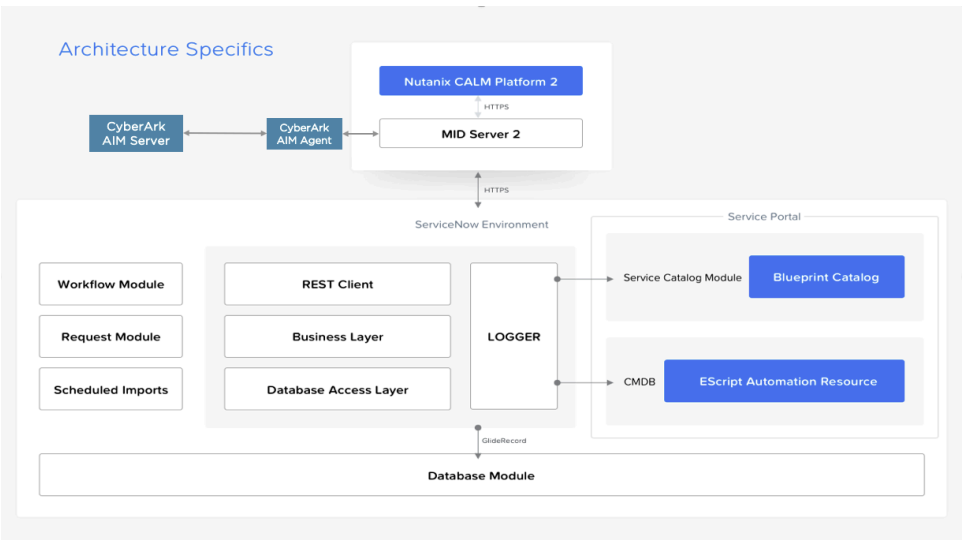 Architecture Specifics
Nutanix CALM Platform 2
HTTPS
CyberArk
AIM Server
CyberArk
AIM Agent
MID Server 2
HTTPS
ServiceNow Environment
Service Portal
Workflow Module
REST Client
Service Catalog Module
Blueprint Catalog
Request Module
Business Layer
LOGGER
Scheduled Imports
Database Access Layer
CMDB
EScript Automation Resource
GlideRecord
Database Module